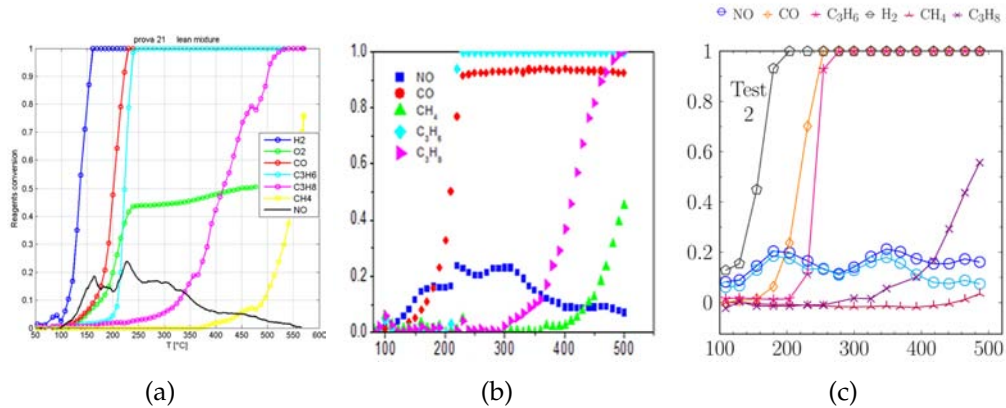 prova 21 lean mixture
1
0.9
0.8
0.7
0.6
0.5
0.4
0.3
0.2
0.1
0
Reagents conversion
H2
O2
CO
C3H6
C3H8
CH4
NO
50 100 150 200 250 300 350 400 450 500 550 600
T [°C]
(a)
1.0
0.8
0.6
0.4
0.2
0.0
NO
CO
CH4
C3H6
C3H8
100 200 300 400 500
(b)
NO CO C3H6 H2 CH4 C3H8
1
0.8
0.6
0.4
0.2
0
Test
2
100 178 278 393 500
(c)